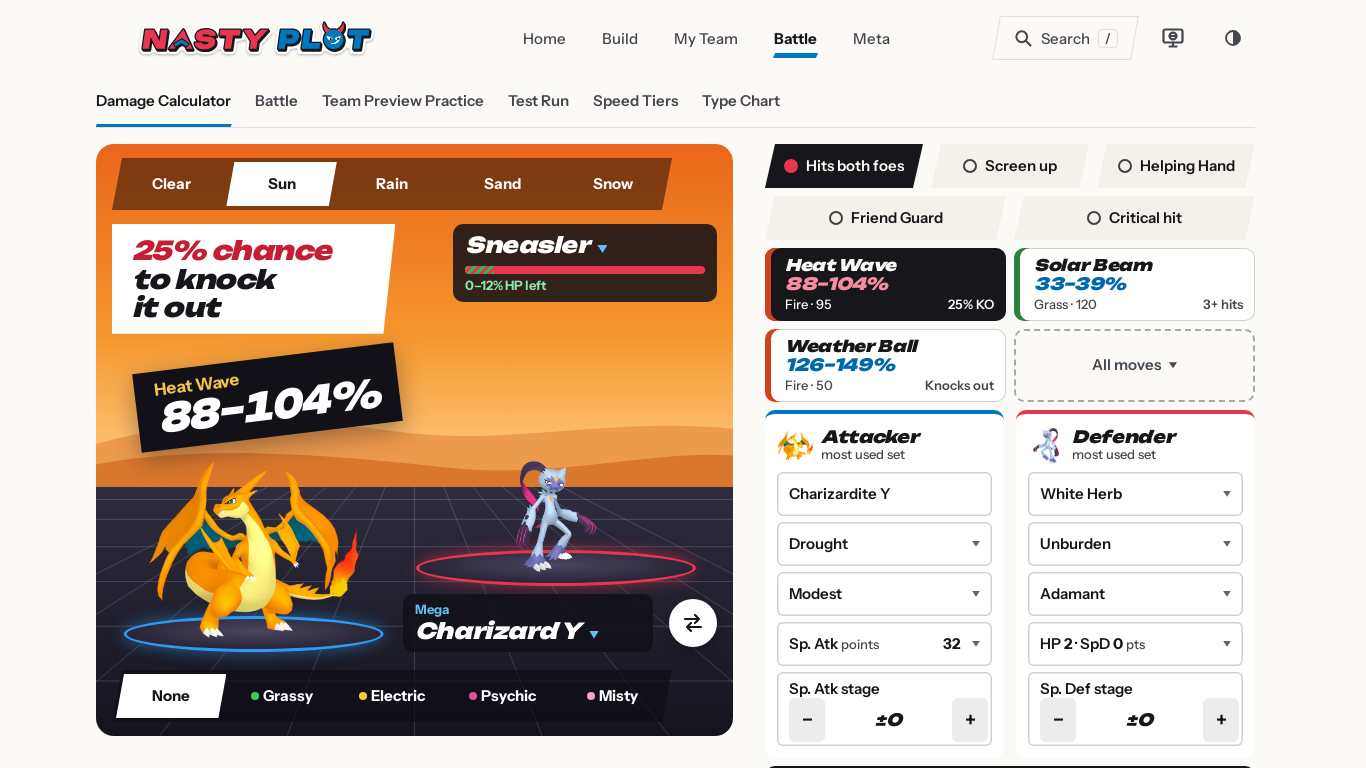 NASTY PLOT
Home
Build
My Team
Battle
Meta
Search /
Damage Calculator
Battle
Team Preview Practice
Test Run
Speed Tiers
Type Chart
Clear
Sun
Rain
Sand
Snow
25% chance
to knock
it out
Sneasler
0–12% HP left
Heat Wave
88–104%
Mega
Charizard Y
None
Grassy
Electric
Psychic
Misty
Hits both foes
Screen up
Helping Hand
Friend Guard
Critical hit
Heat Wave
88–104%
Fire · 95
25% KO
Solar Beam
33–39%
Grass · 120
3+ hits
Weather Ball
126–149%
Fire · 50
Knocks out
All moves
Attacker
most used set
Charizardite Y
Drought
Modest
Sp. Atk points 32
Sp. Atk stage
− ±0 +
Defender
most used set
White Herb
Unburden
Adamant
HP 2 · SpD 0 pts
Sp. Def stage
− ±0 +